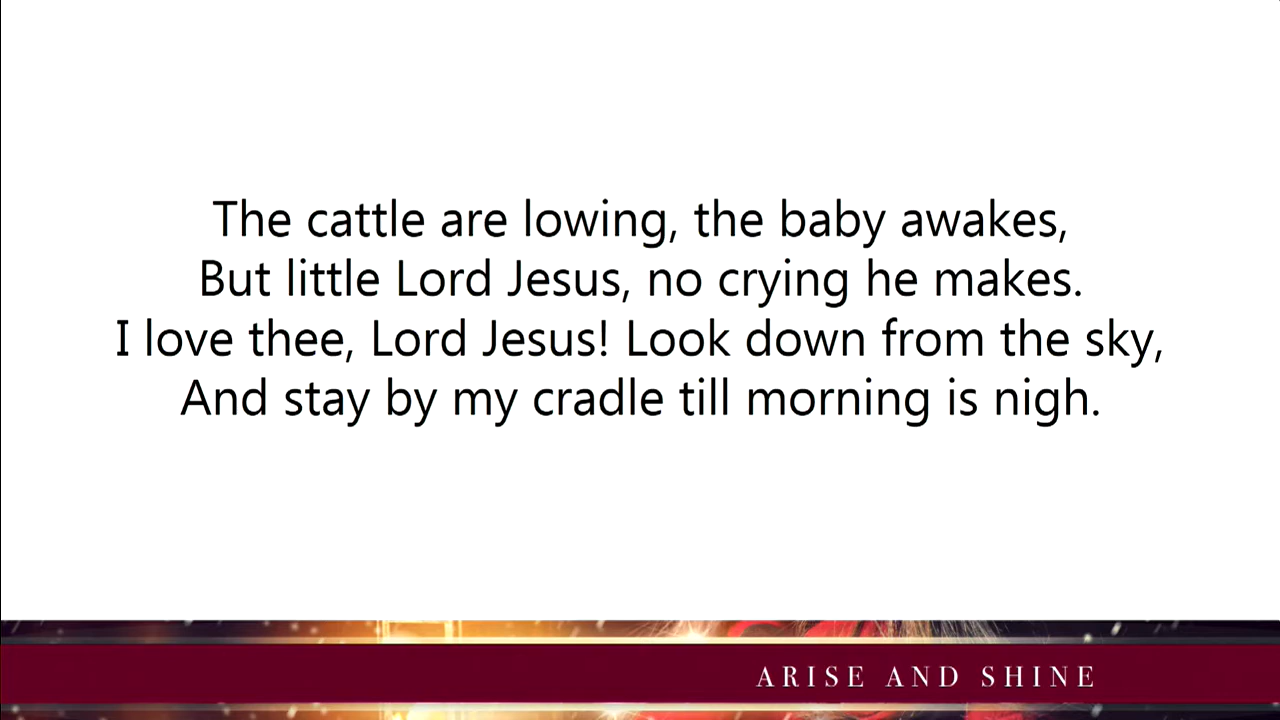 The cattle are lowing, the baby awakes,
But little Lord Jesus, no crying he makes.
I love thee, Lord Jesus! Look down from the sky,
And stay by my cradle till morning is nigh.
ARISE AND SHINE